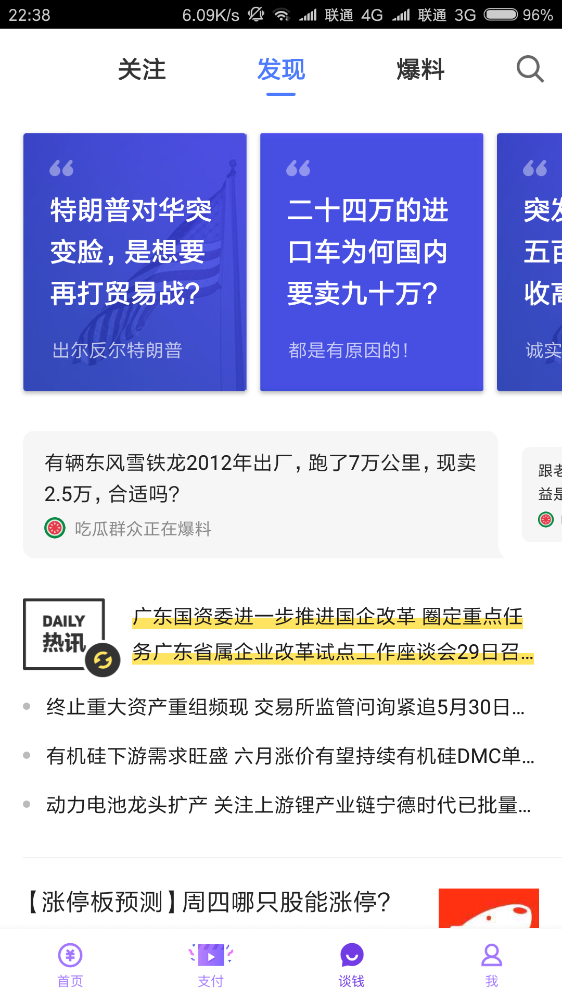 22:38 6.09K/s 联通 4G 联通 3G 96%
关注 发现 爆料
特朗普对华突
变脸，是想要
再打贸易战？
出尔反尔特朗普
二十四万的进
口车为何国内
要卖九十万？
都是有原因的！
突发
五百
收高
诚实
有辆东风雪铁龙2012年出厂，跑了7万公里，现卖
2.5万，合适吗？
吃瓜群众正在爆料
跟老
益是
DAILY
热讯
广东国资委进一步推进国企改革 圈定重点任
务广东省属企业改革试点工作座谈会29日召...
终止重大资产重组频现 交易所监管问询紧追5月30日...
有机硅下游需求旺盛 六月涨价有望持续有机硅DMC单...
动力电池龙头扩产 关注上游锂产业链宁德时代已批量...
【涨停板预测】周四哪只股能涨停？
首页 支付 谈钱 我